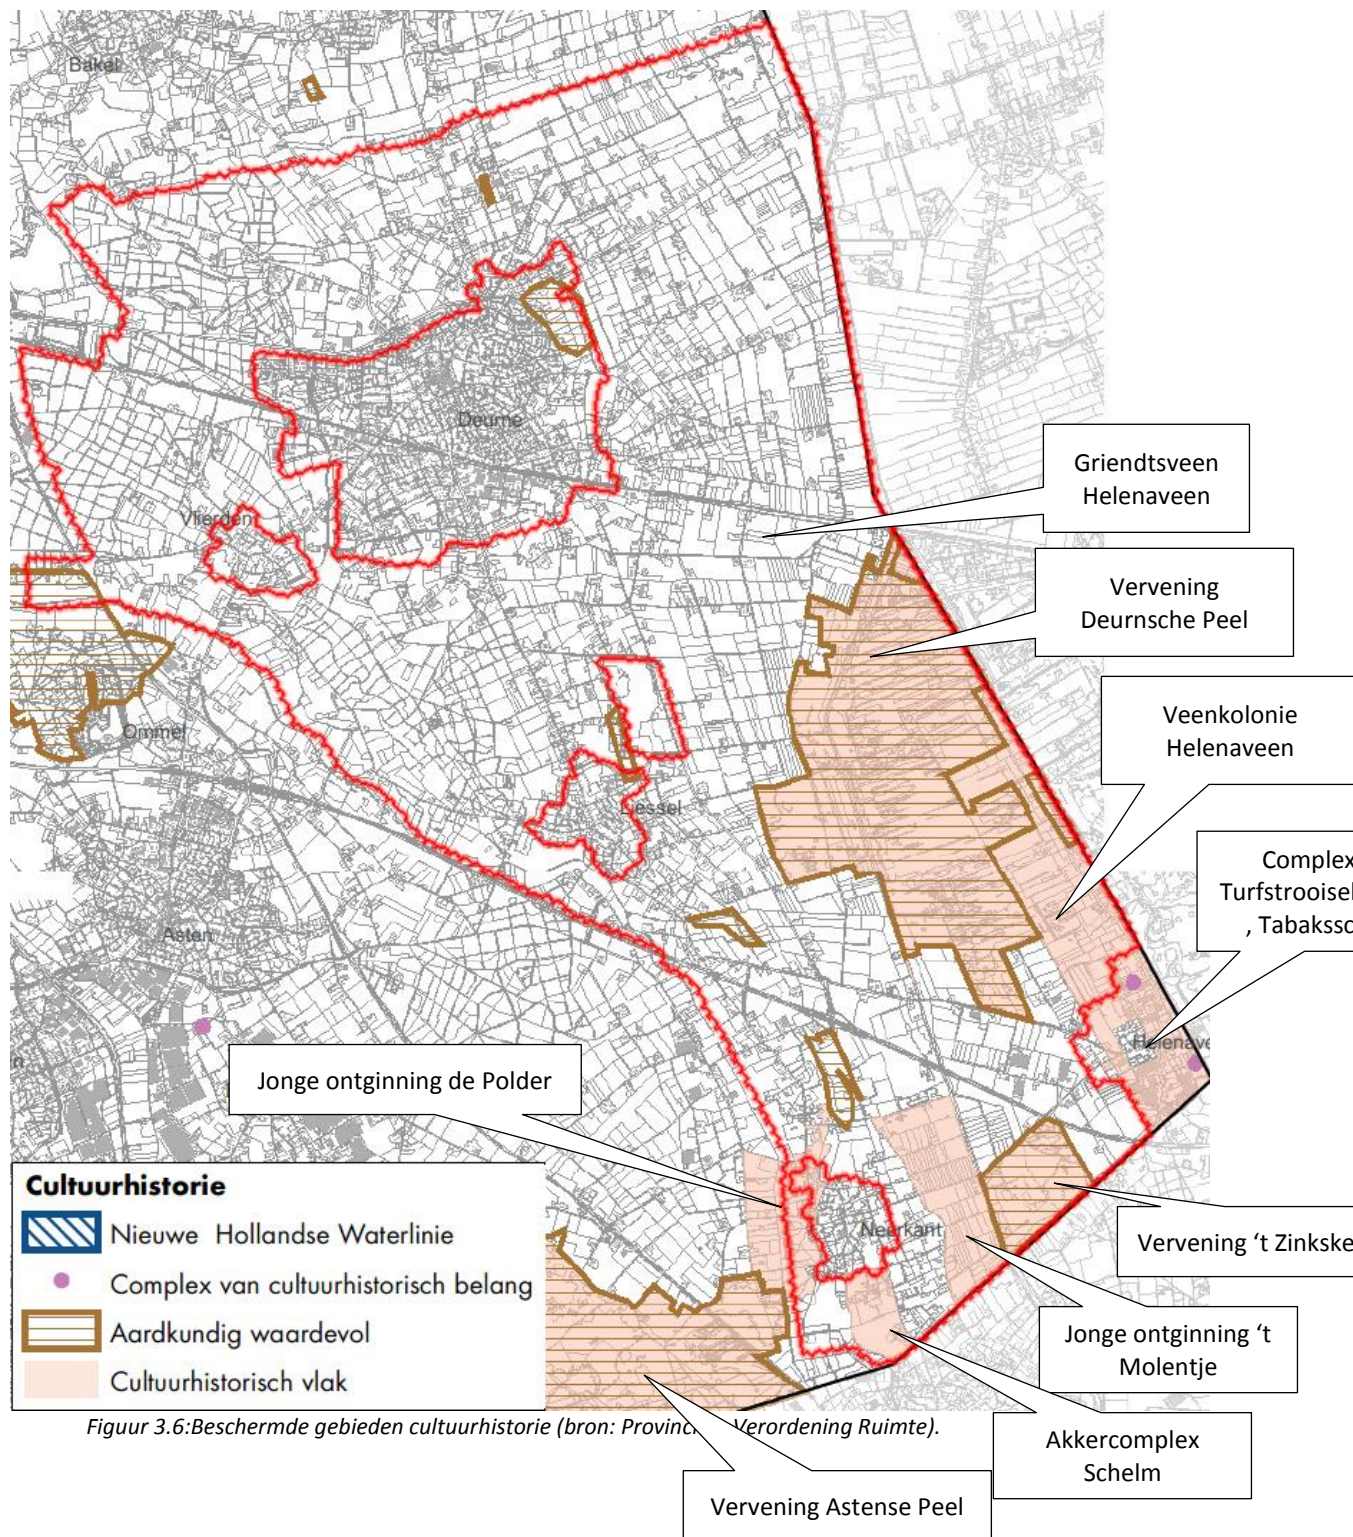 Bakel
Deurne
Griendtsveen
Helenaveen
Vlierden
Vervening
Deurnsche Peel
Veenkolonie
Helenaveen
Ommel
Liessel
Complex
Turfstrooisel
, Tabakssc
Asten
Helenave
Jonge ontginning de Polder
n
Cultuurhistorie
Nieuwe Hollandse Waterlinie
Complex van cultuurhistorisch belang
Aardkundig waardevol
Cultuurhistorisch vlak
Neerkant
Vervening ‘t Zinkske
Jonge ontginning ‘t
Molentje
Figuur 3.6:Beschermde gebieden cultuurhistorie (bron: Provinc Verordening Ruimte).
Akkercomplex
Schelm
Vervening Astense Peel